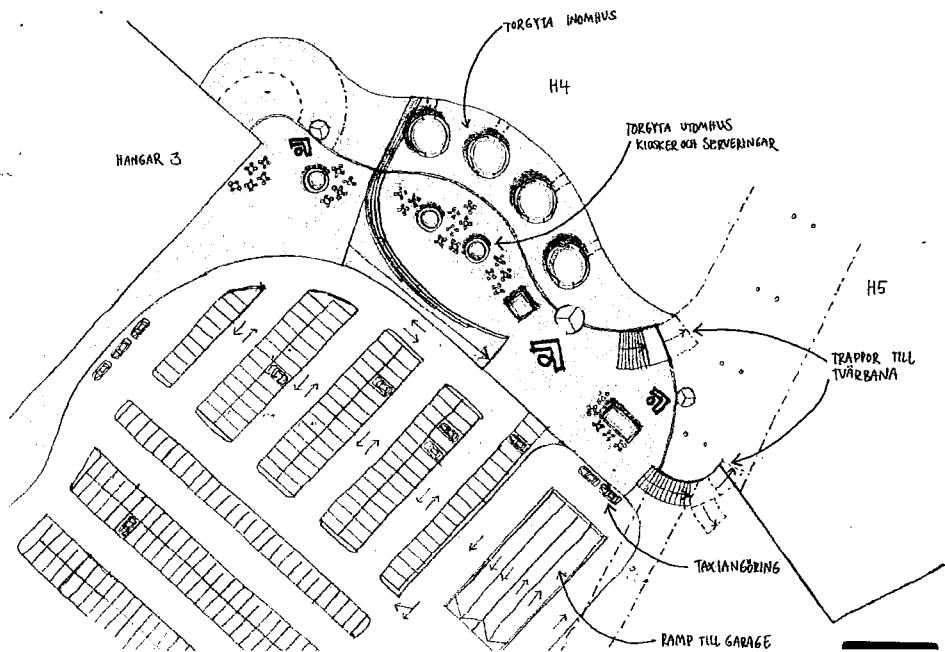 TORGYTA INOMHUS
H4
TORGYTA UTOMHUS
KIOSKER OCH SERVERINGAR
HANGAR 3
H5
TRAPPOR TILL
TVÄRBANA
TAXIANGÖRING
RAMP TILL GARAGE